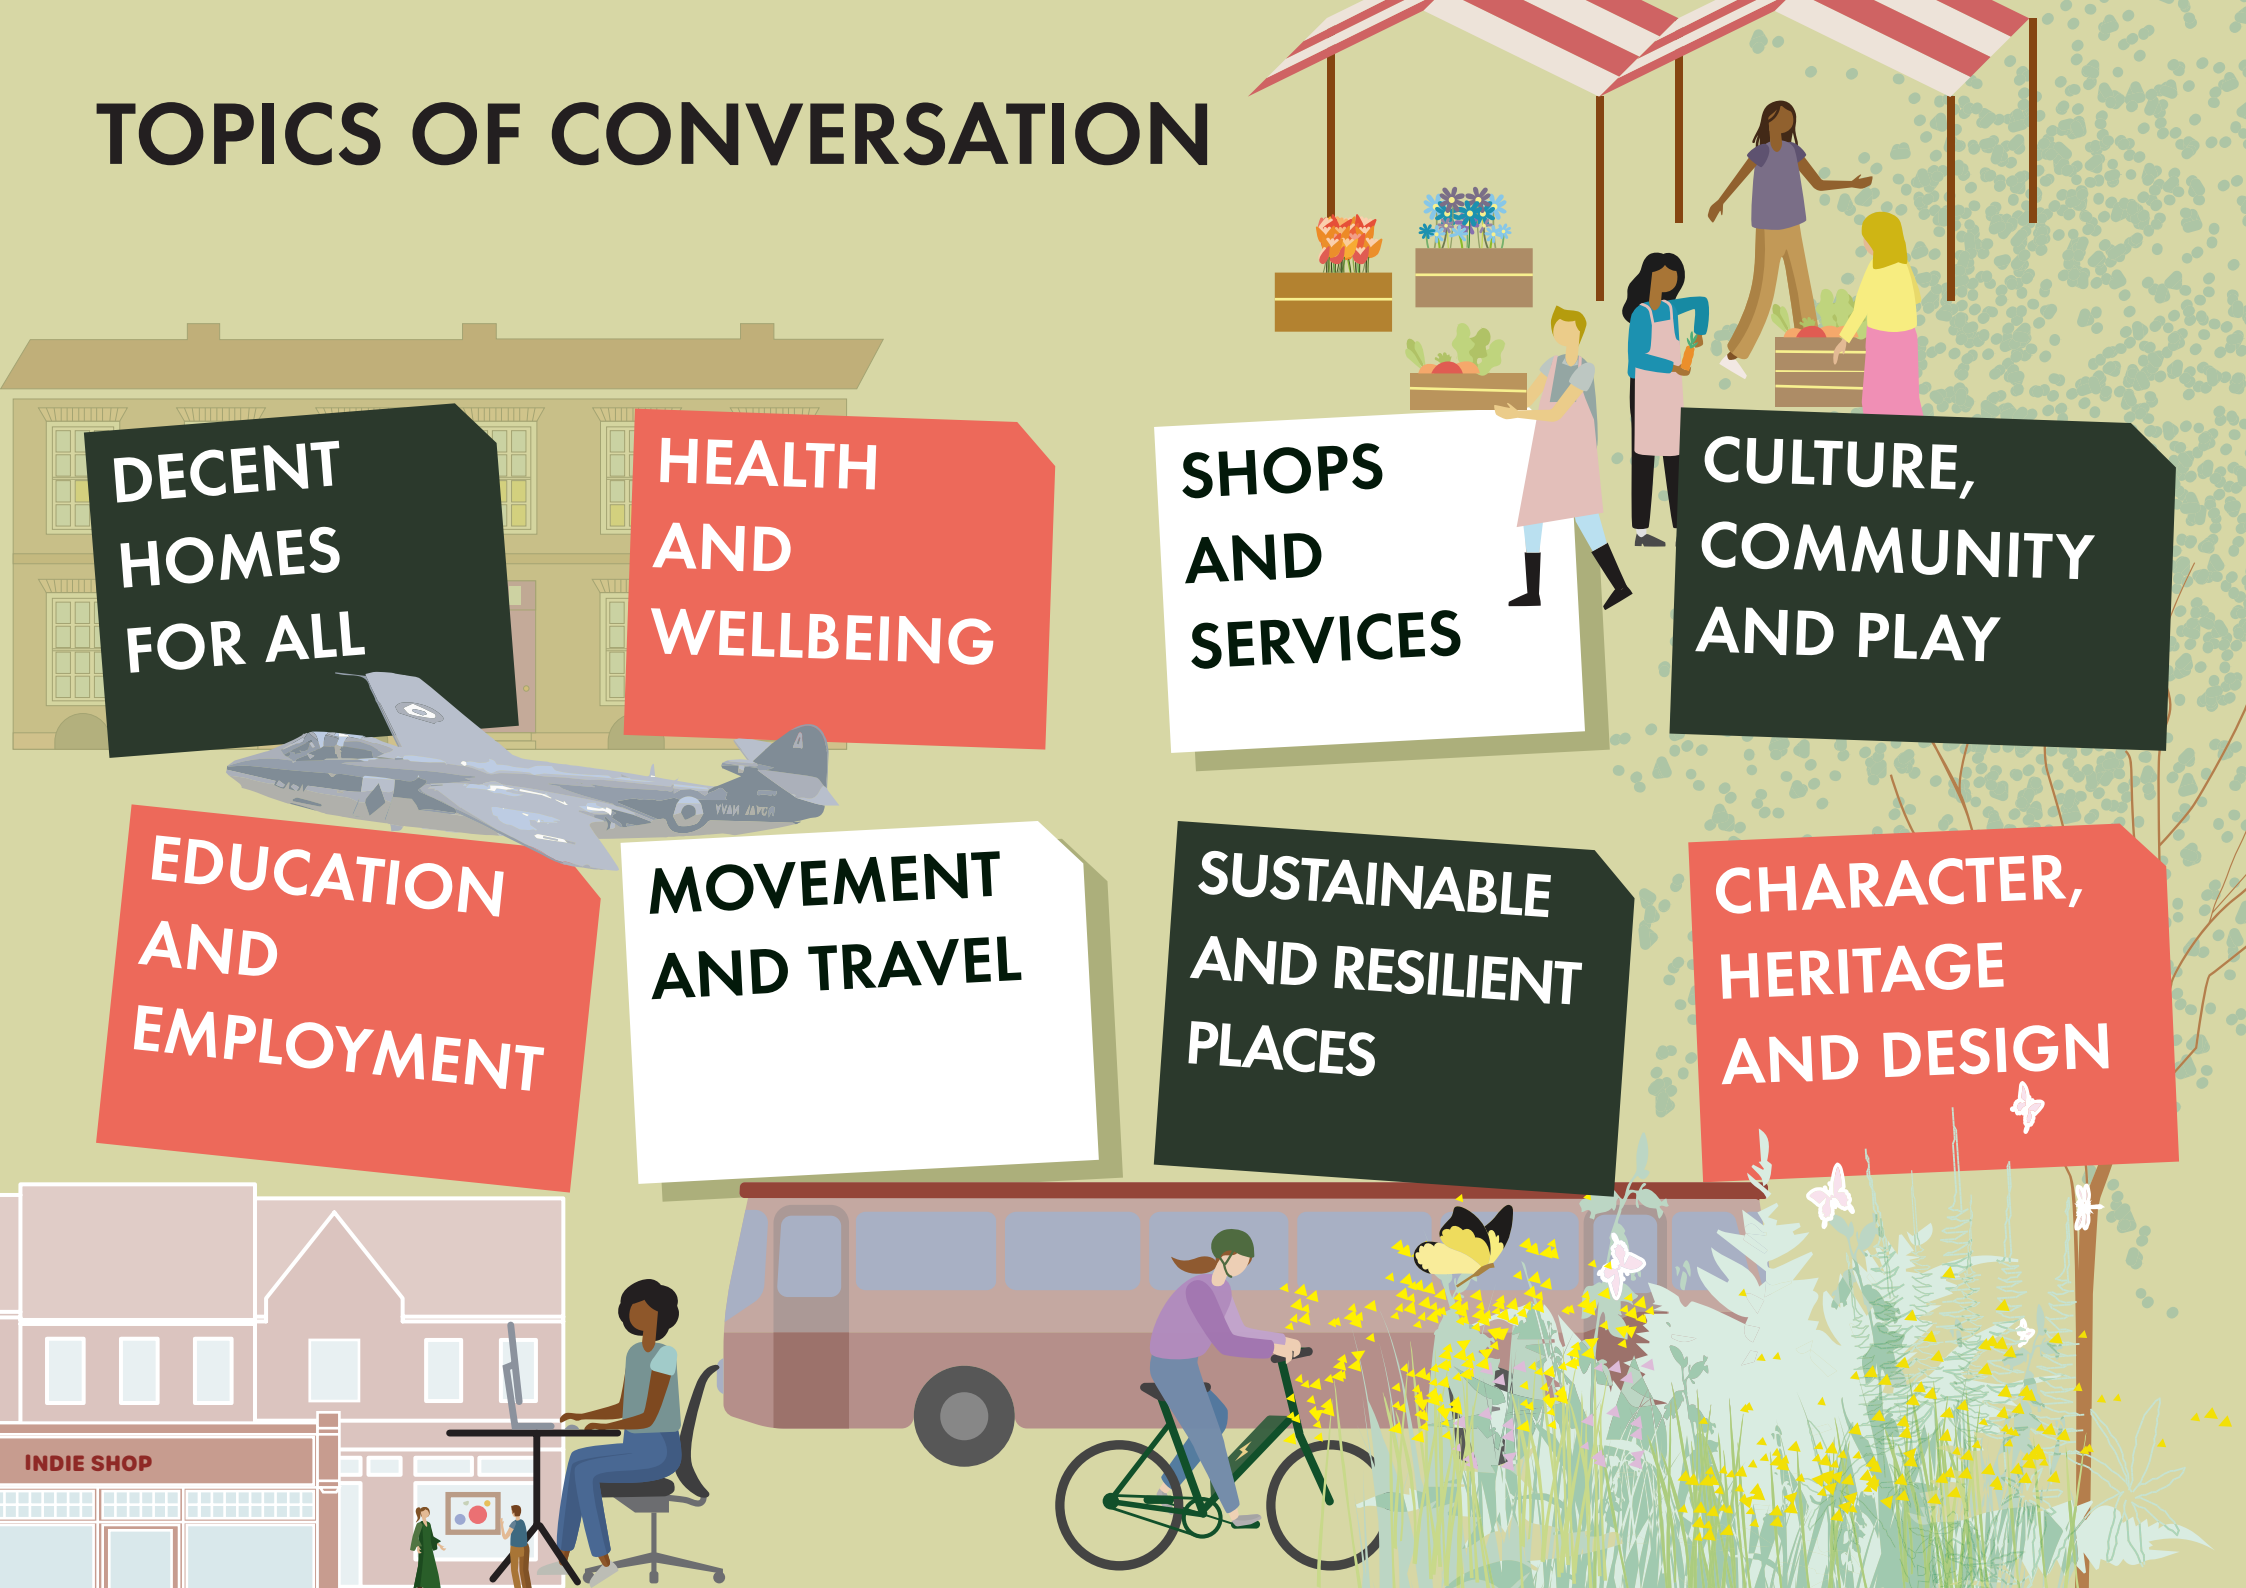 TOPICS OF CONVERSATION
DECENT
HOMES
FOR ALL
HEALTH
AND
WELLBEING
SHOPS
AND
SERVICES
CULTURE,
COMMUNITY
AND PLAY
EDUCATION
AND
EMPLOYMENT
MOVEMENT
AND TRAVEL
SUSTAINABLE
AND RESILIENT
PLACES
CHARACTER,
HERITAGE
AND DESIGN
INDIE SHOP